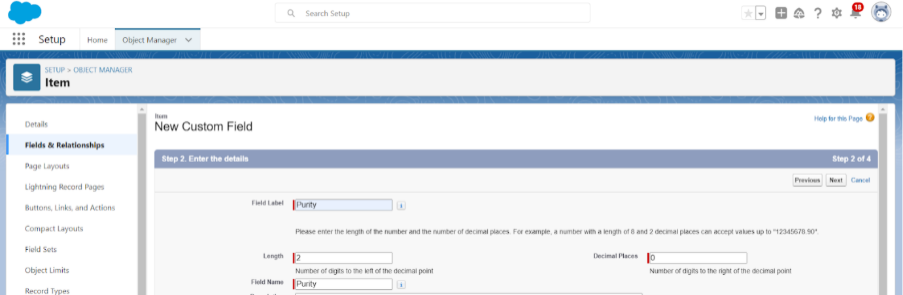 Search Setup
18
Setup Home Object Manager
SETUP > OBJECT MANAGER
Item
Details
Fields & Relationships
Page Layouts
Lightning Record Pages
Buttons, Links, and Actions
Compact Layouts
Field Sets
Object Limits
Record Types
Item
New Custom Field
Help for this Page
Step 2. Enter the details Step 2 of 4
Previous Next Cancel
Field Label Purity
Please enter the length of the number and the number of decimal places. For example, a number with a length of 8 and 2 decimal places can accept values up to "12345678.90".
Length 2 Decimal Places 0
Number of digits to the left of the decimal point Number of digits to the right of the decimal point
Field Name Purity